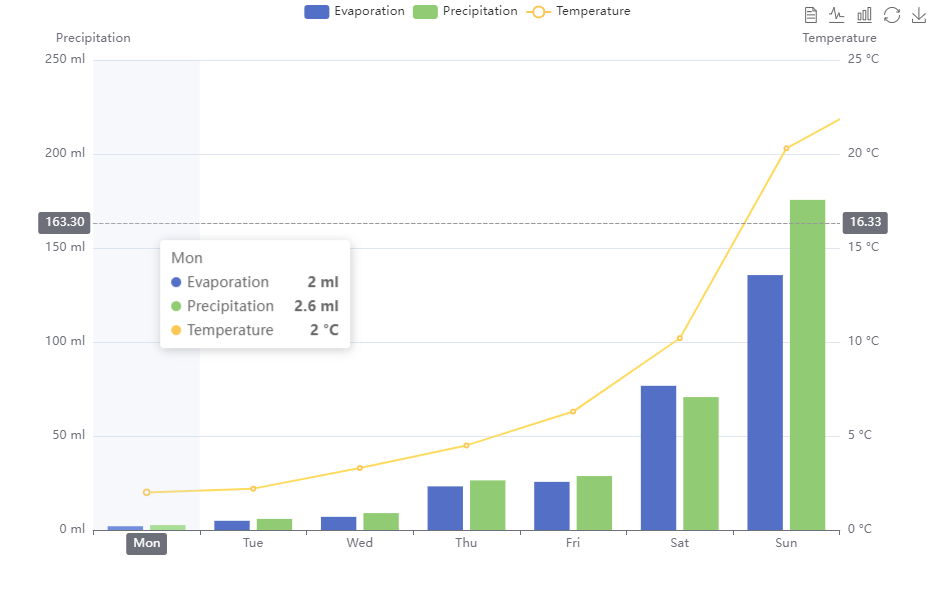 Evaporation Precipitation Temperature
Precipitation Temperature
250 ml 25 °C
200 ml 20 °C
163.30 16.33
150 ml 15 °C
Mon
Evaporation 2 ml
Precipitation 2.6 ml
Temperature 2 °C
100 ml 10 °C
50 ml 5 °C
0 ml 0 °C
Mon Tue Wed Thu Fri Sat Sun